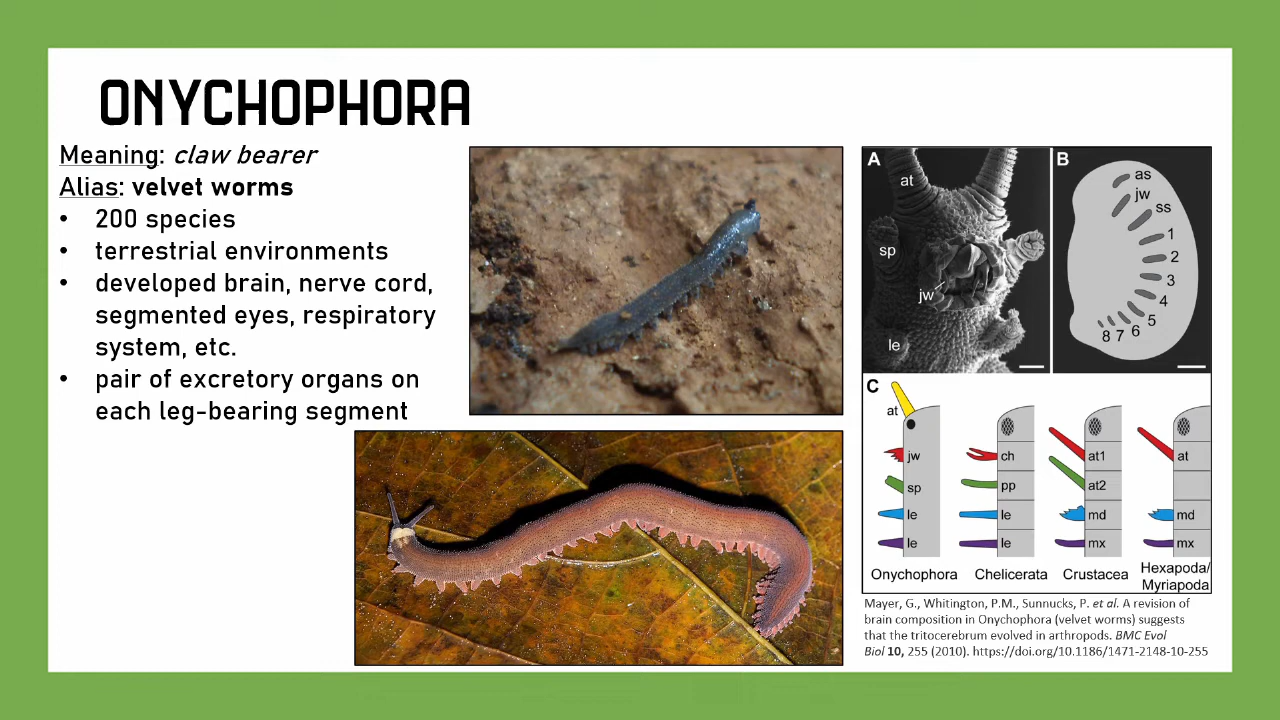 ONYCHOPHORA
Meaning: claw bearer
Alias: velvet worms
• 200 species
• terrestrial environments
• developed brain, nerve cord,
segmented eyes, respiratory
system, etc.
• pair of excretory organs on
each leg-bearing segment
A
at
sp
jw
le
B
as
jw
ss
1
2
3
4
5
6
7
8
C
at
jw
sp
le
le
Onychophora
ch
pp
le
le
Chelicerata
at1
at2
md
mx
Crustacea
at
md
mx
Hexapoda/
Myriapoda
Mayer, G., Whitington, P.M., Sunnucks, P. et al. A revision of
brain composition in Onychophora (velvet worms) suggests
that the tritocerebrum evolved in arthropods. BMC Evol
Biol 10, 255 (2010). https://doi.org/10.1186/1471-2148-10-255